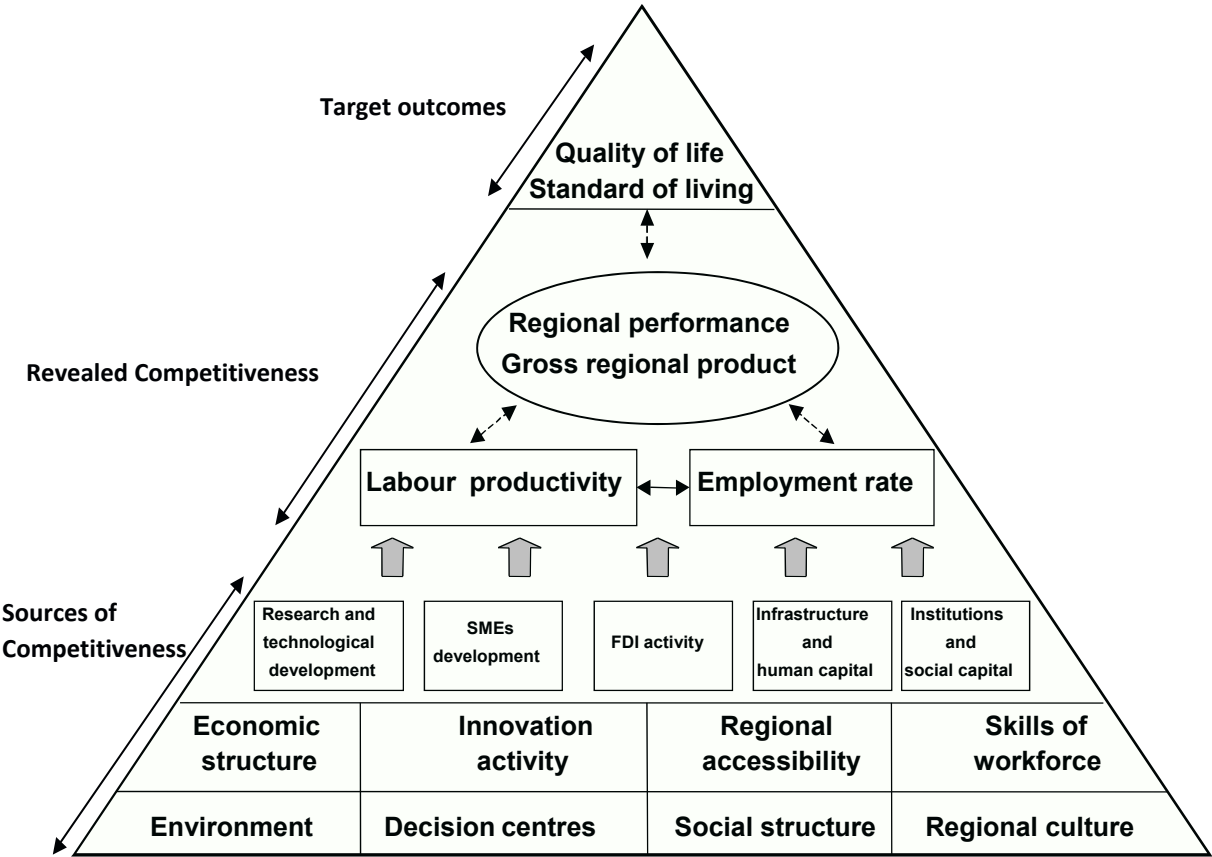 Target outcomes
Quality of life
Standard of living
Regional performance
Gross regional product
Revealed Competitiveness
Labour productivity
Employment rate
Sources of
Competitiveness
Research and
technological
development
SMEs
development
FDI activity
Infrastructure
and
human capital
Institutions
and
social capital
Economic
structure
Innovation
activity
Regional
accessibility
Skills of
workforce
Environment
Decision centres
Social structure
Regional culture